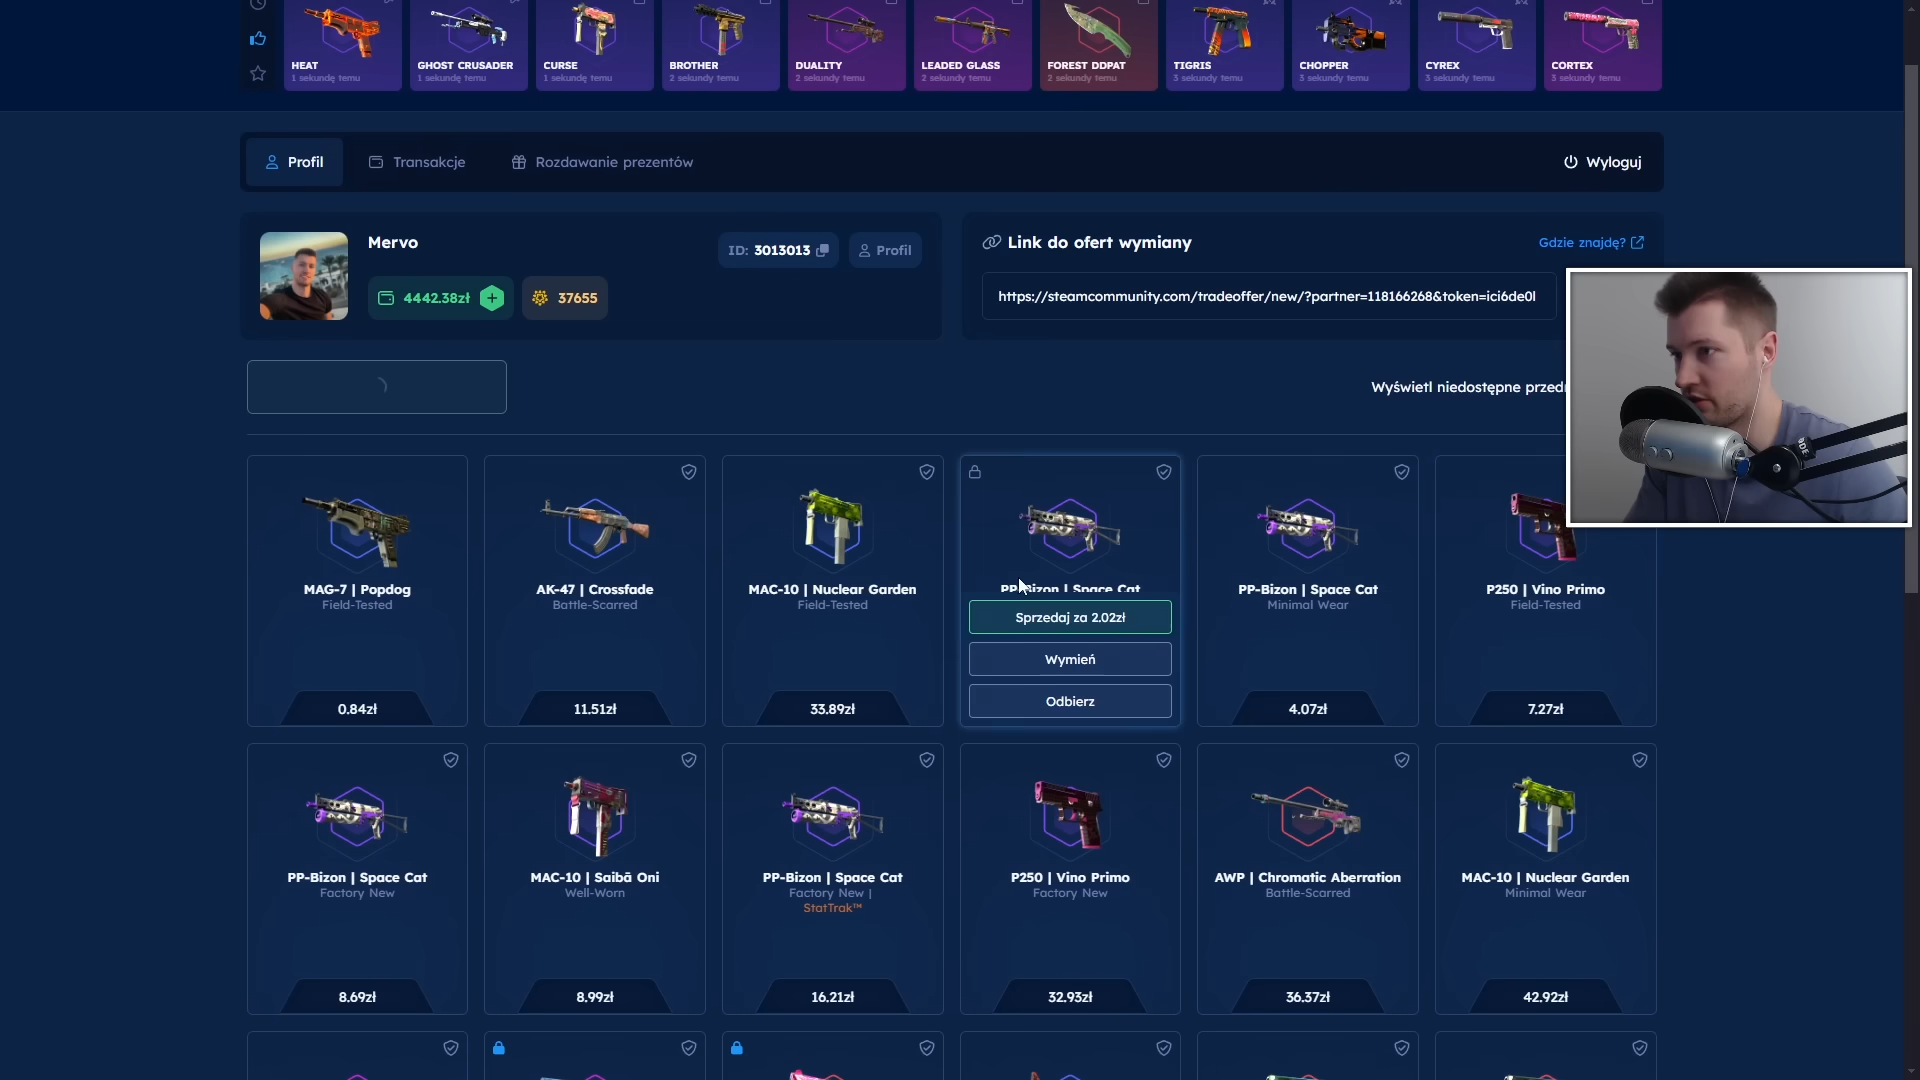 HEAT
1 sekundę temu
GHOST CRUSADER
1 sekundę temu
CURSE
1 sekundę temu
BROTHER
2 sekundy temu
DUALITY
2 sekundy temu
LEADED GLASS
2 sekundy temu
FOREST DDPAT
2 sekundy temu
TIGRIS
3 sekundy temu
CHOPPER
3 sekundy temu
CYREX
3 sekundy temu
CORTEX
3 sekundy temu
Profil
Transakcje
Rozdawanie prezentów
Wyloguj
Mervo
ID: 3013013
Profil
4442.38zł
37655
Link do ofert wymiany
Gdzie znajdę?
https://steamcommunity.com/tradeoffer/new/?partner=118166268&token=ici6de0l
Wyświetl niedostępne
MAG-7 | Popdog
Field-Tested
0.84zł
AK-47 | Crossfade
Battle-Scarred
11.51zł
MAC-10 | Nuclear Garden
Field-Tested
33.89zł
PP-Bizon | Space Cat
Sprzedaj za 2.02zł
Wymień
Odbierz
PP-Bizon | Space Cat
Minimal Wear
4.07zł
P250 | Vino Primo
Field-Tested
7.27zł
PP-Bizon | Space Cat
Factory New
8.69zł
MAC-10 | Saibā Oni
Well-Worn
8.99zł
PP-Bizon | Space Cat
Factory New |
StatTrak™
16.21zł
P250 | Vino Primo
Factory New
32.93zł
AWP | Chromatic Aberration
Battle-Scarred
36.37zł
MAC-10 | Nuclear Garden
Minimal Wear
42.92zł